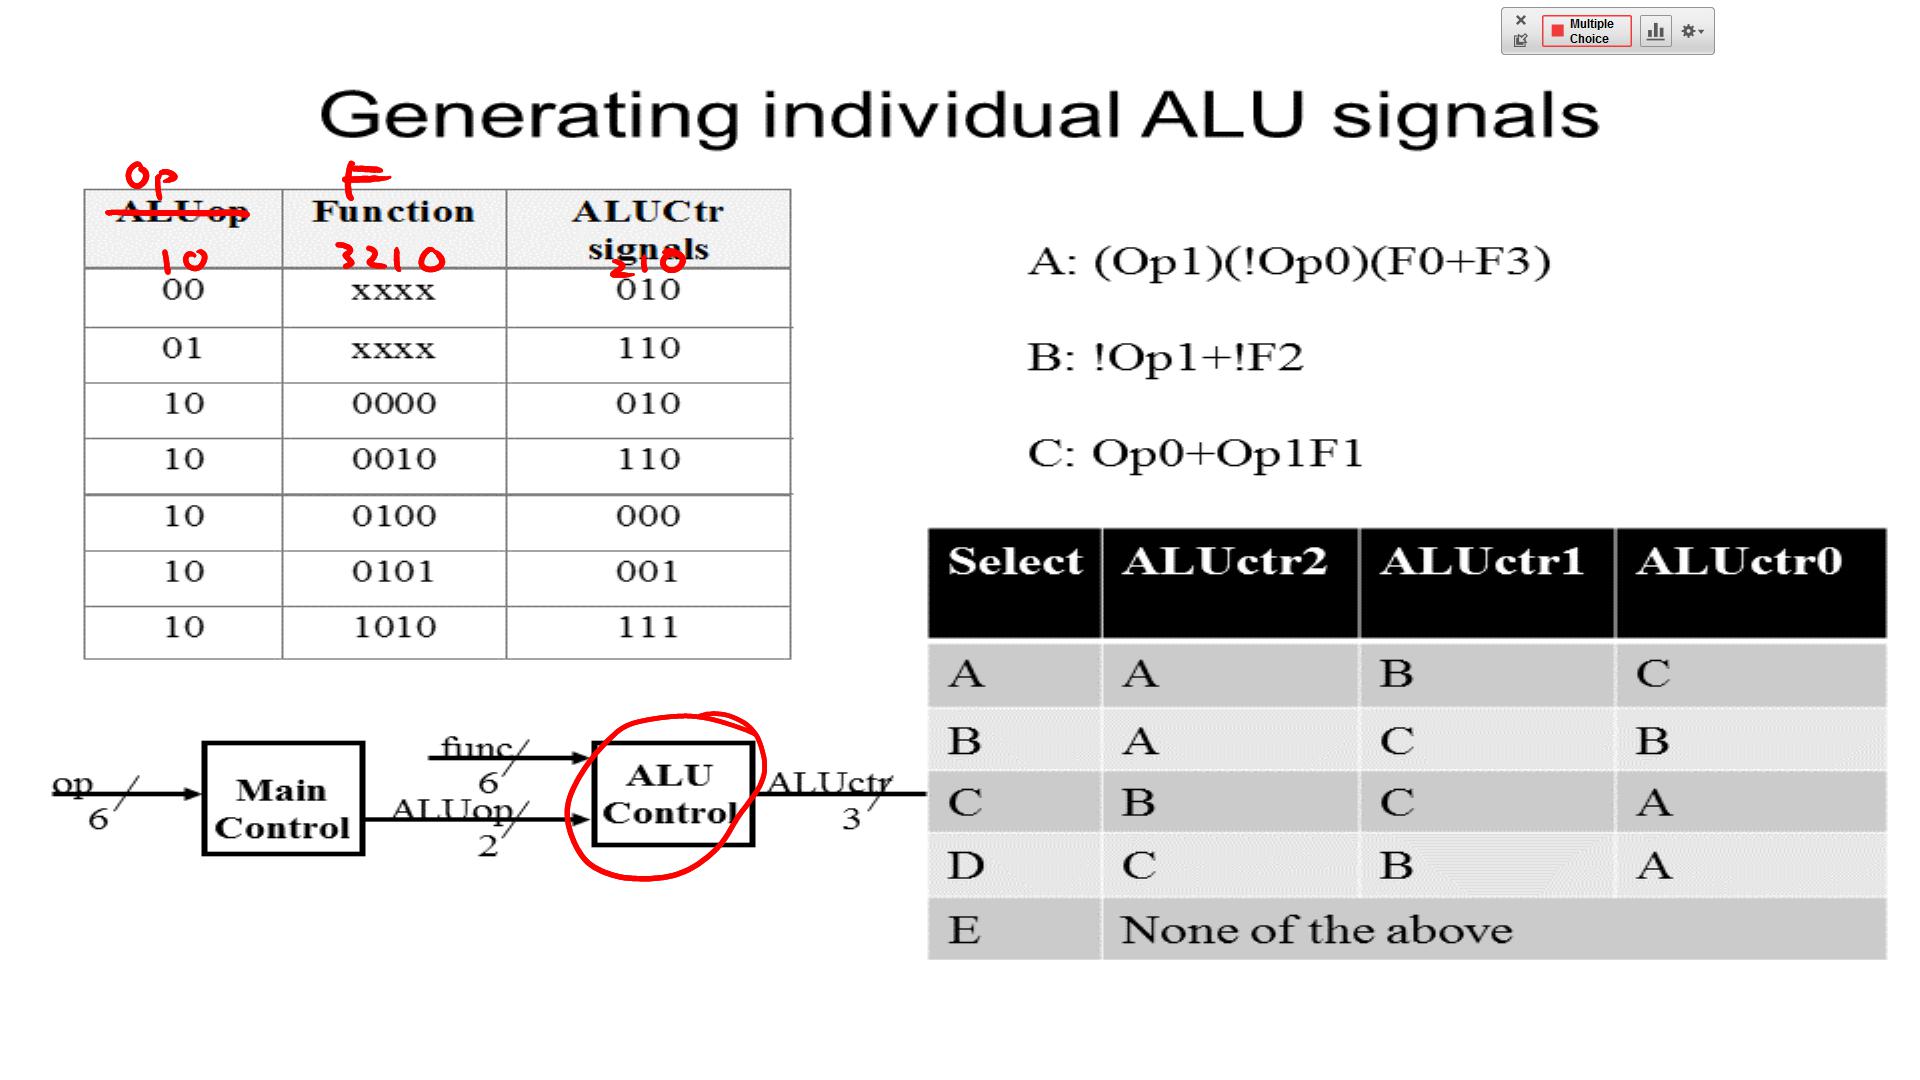 Multiple
Choice
Generating individual ALU signals
Op F
ALUop Function ALUCtr
signals
10 3210 210
00 xxxx 010
01 xxxx 110
10 0000 010
10 0010 110
10 0100 000
10 0101 001
10 1010 111
A: (Op1)(!Op0)(F0+F3)
B: !Op1+!F2
C: Op0+Op1F1
Select ALUctr2 ALUctr1 ALUctr0
A A B C
B A C B
C B C A
D C B A
E None of the above
op
6
Main
Control
func
6
ALUop
2
ALU
Control
ALUctr
3